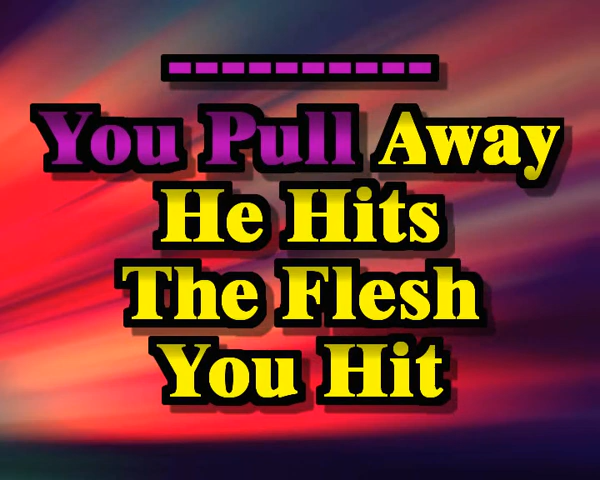 ----------
You Pull Away
He Hits
The Flesh
You Hit